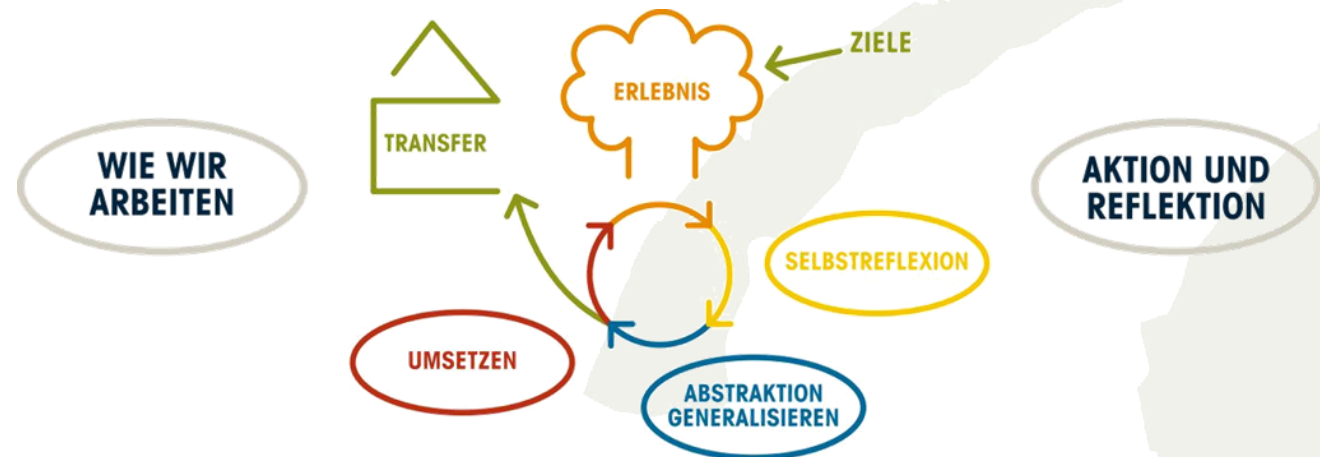 ZIELE
ERLEBNIS
TRANSFER
WIE WIR
ARBEITEN
AKTION UND
REFLEKTION
SELBSTREFLEXION
UMSETZEN
ABSTRAKTION
GENERALISIEREN